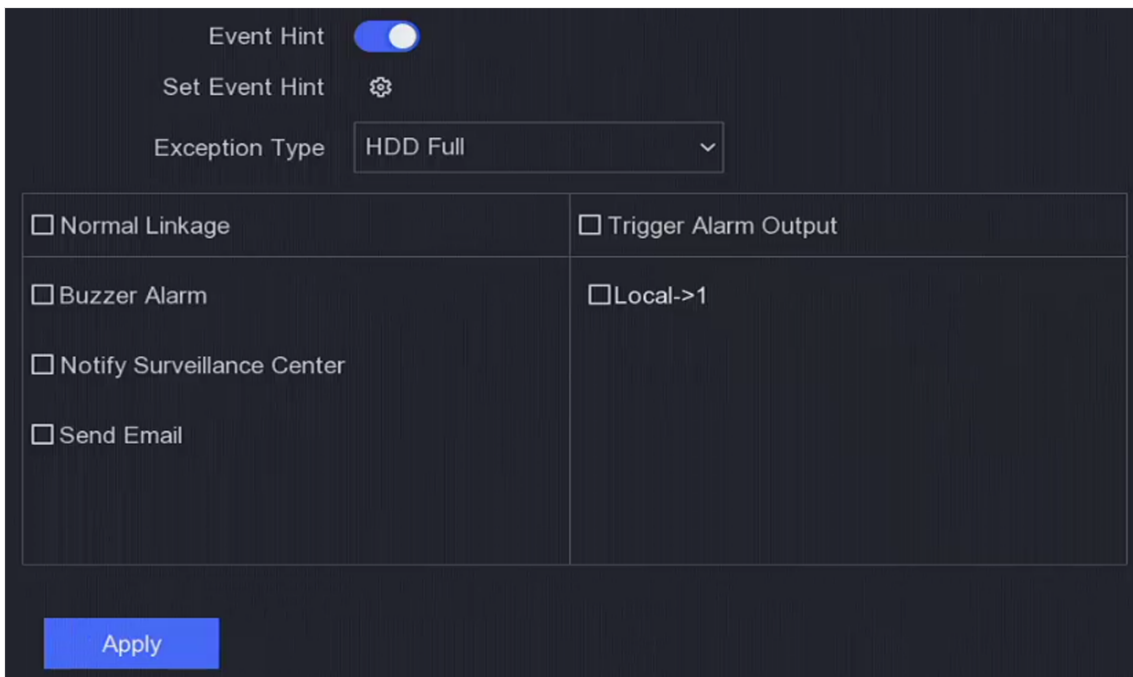 Event Hint
Set Event Hint
Exception Type HDD Full
Normal Linkage Trigger Alarm Output
Buzzer Alarm Local->1
Notify Surveillance Center
Send Email
Apply